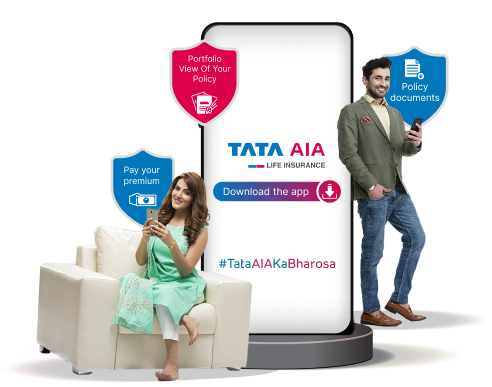 Portfolio
View Of Your
Policy
Policy
documents
TATA AIA
LIFE INSURANCE
Pay your
premium
Download the app
#TataAIAKaBharosa